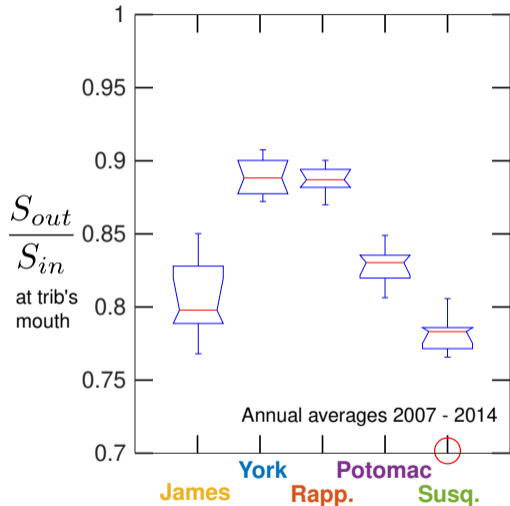 1
0.95
0.9
0.85
0.8
0.75
0.7
S_out
S_in
at trib's
mouth
Annual averages 2007 - 2014
York Potomac
James Rapp. Susq.